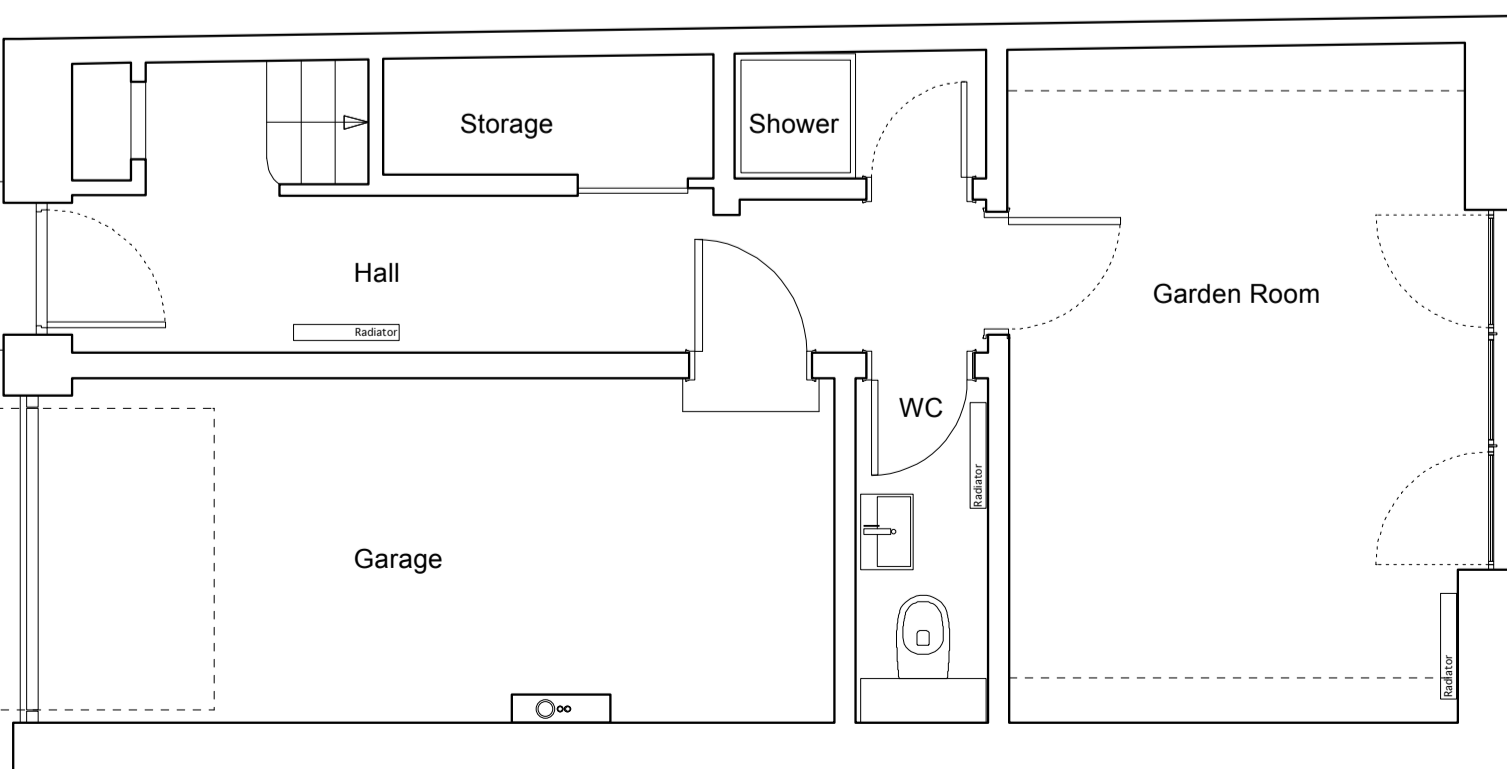 Storage
Shower
Hall
Garden Room
Radiator
WC
Radiator
Garage
Radiator